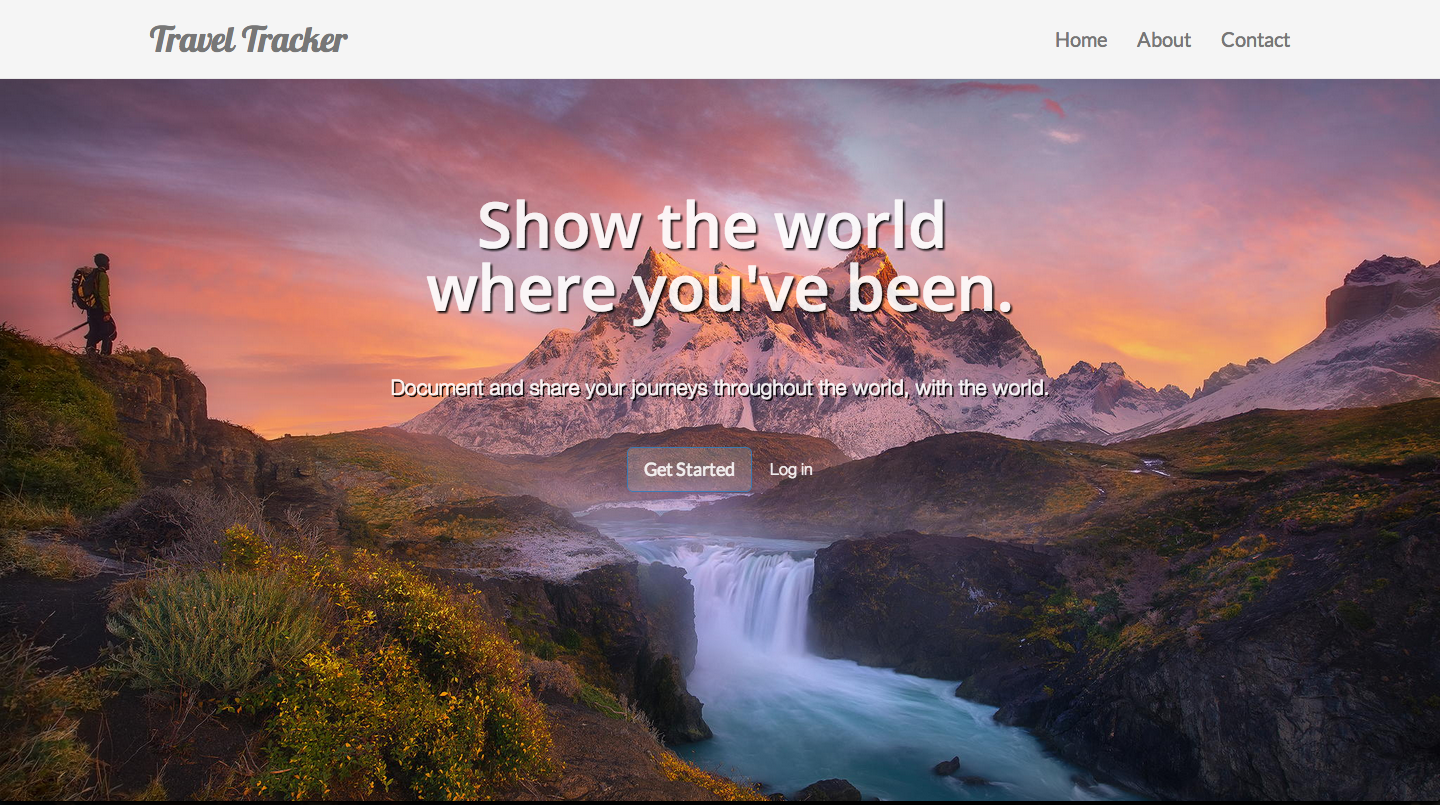 Travel Tracker
Home About Contact
Show the world
where you've been.
Document and share your journeys throughout the world, with the world.
Get Started Log in